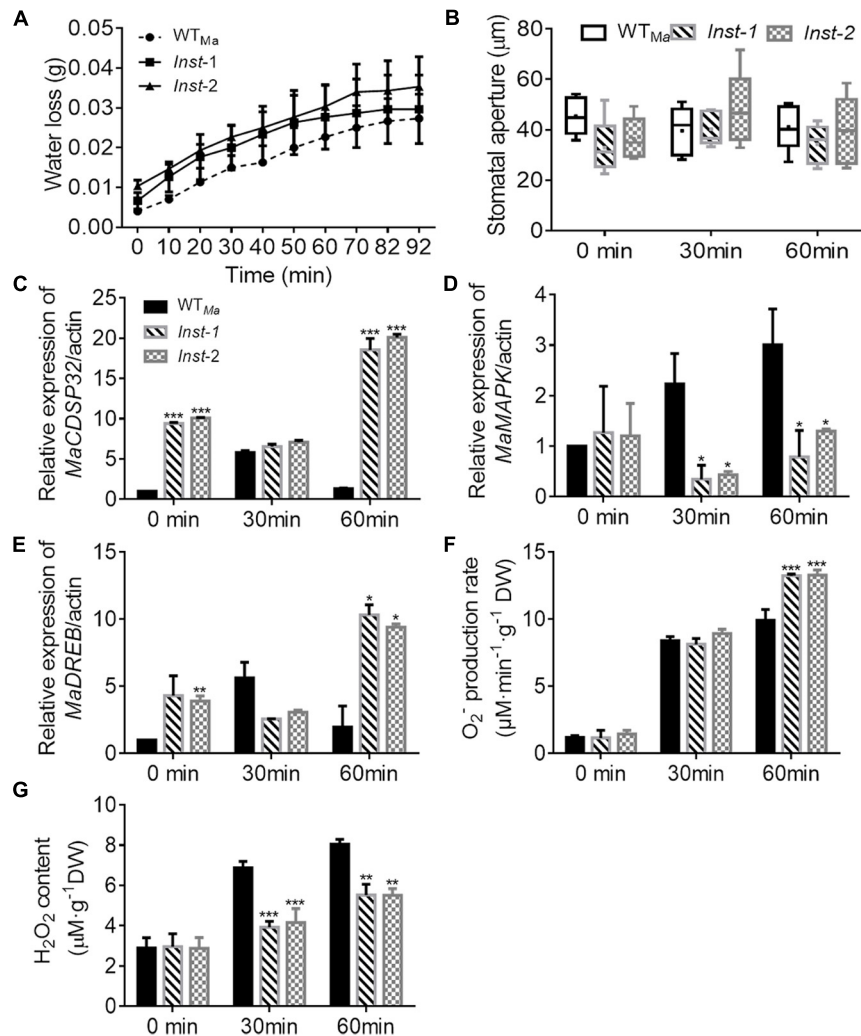 A
WT_Ma
Inst-1
Inst-2
Water loss (g)
0.05
0.04
0.03
0.02
0.01
0.00
0 10 20 30 40 50 60 70 82 92
Time (min)
B
WT_Ma Inst-1 Inst-2
Stomatal aperture (μm)
80
60
40
20
0
0 min 30min 60min
C
WT_Ma
Inst-1
Inst-2
Relative expression of
MaCDSP32/actin
25
20
15
10
5
0
*** ***
*** ***
0 min 30min 60min
D
Relative expression of
MaMAPK/actin
4
3
2
1
0
* *
* *
0 min 30min 60min
E
Relative expression of
MaDREB/actin
15
10
5
0
**
* *
0 min 30min 60min
F
O₂⁻ production rate
(μM·min⁻¹·g⁻¹ DW)
15
10
5
0
*** ***
0 min 30min 60min
G
H₂O₂ content
(μM·g⁻¹DW)
8
6
4
2
0
*** ***
** **
0 min 30min 60min